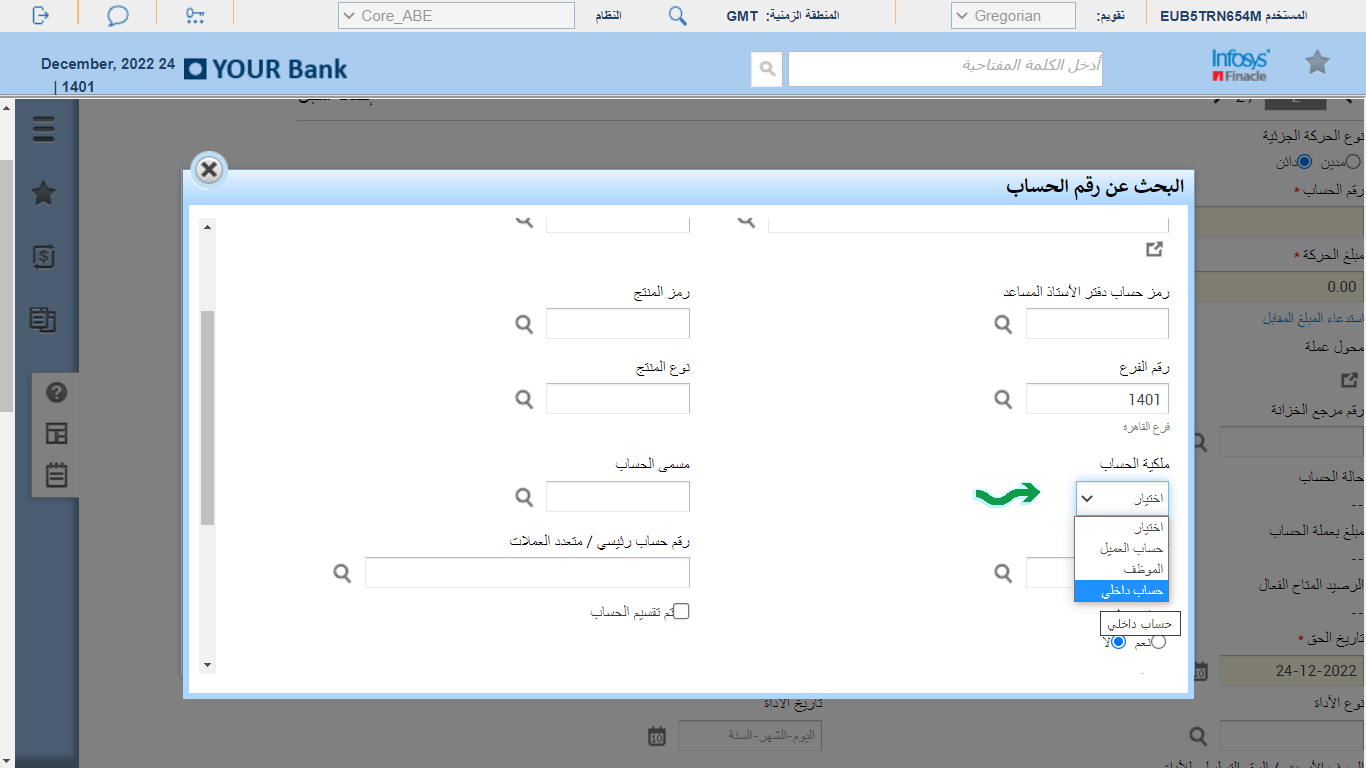 المستخدم EUB5TRN654M
تقويم: Gregorian
المنطقة الزمنية: GMT
النظام Core_ABE
Infosys
Finacle
أدخل الكلمة المفتاحية
YOUR Bank
December, 2022 24
| 1401
نوع الحركة الجزئية
مدين دائن
رقم الحساب *
مبلغ الحركة *
0.00
استدعاء المبلغ المقابل
محول عملة
رقم مرجع الخزانة
حالة الحساب
--
مبلغ بعملة الحساب
--
الرصيد المتاح الفعال
--
تاريخ الحق *
24-12-2022
نوع الأداة
تاريخ الأداة
اليوم-الشهر-السنة
البحث عن رقم الحساب
رمز حساب دفتر الأستاذ المساعد
رمز المنتج
رقم الفرع
نوع المنتج
1401
فرع القاهرة
ملكية الحساب
مسمى الحساب
اختيار
اختيار
حساب العميل
الموظف
حساب داخلي
رقم حساب رئيسي / متعدد العملات
حساب داخلي
تم تقسيم الحساب
نعم لا